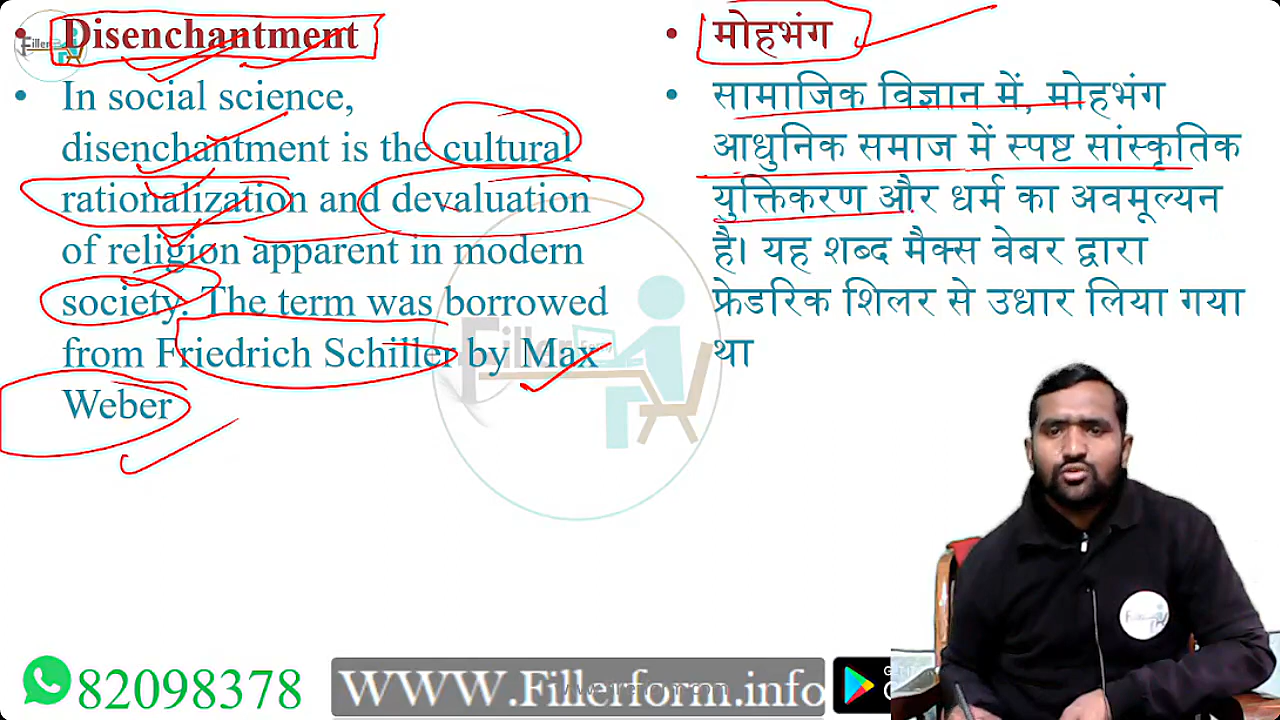 • Disenchantment
• In social science,
disenchantment is the cultural
rationalization and devaluation
of religion apparent in modern
society. The term was borrowed
from Friedrich Schiller by Max
Weber
• मोहभंग
• सामाजिक विज्ञान में, मोहभंग
आधुनिक समाज में स्पष्ट सांस्कृतिक
युक्तिकरण और धर्म का अवमूल्यन
है। यह शब्द मैक्स वेबर द्वारा
फ्रेडरिक शिलर से उधार लिया गया
था
82098378
WWW.Fillerform.info